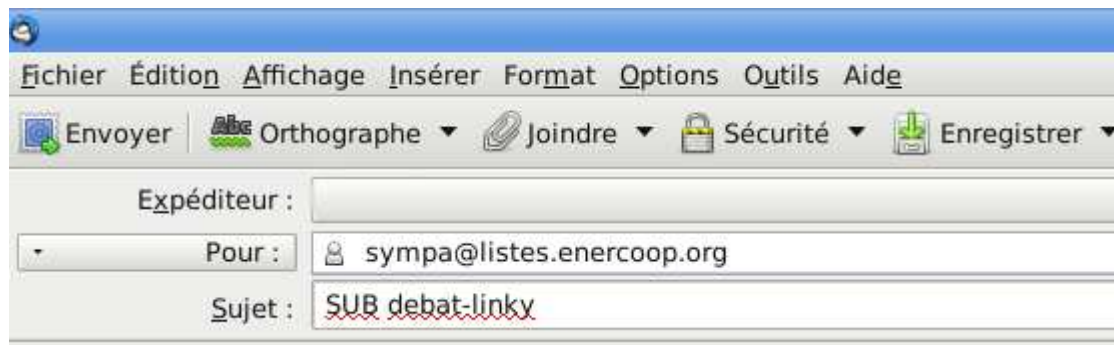 Fichier Édition Affichage Insérer Format Options Outils Aide
Envoyer Abc Orthographe Joindre Sécurité Enregistrer
Expéditeur :
Pour : sympa@listes.enercoop.org
Sujet : SUB debat-linky